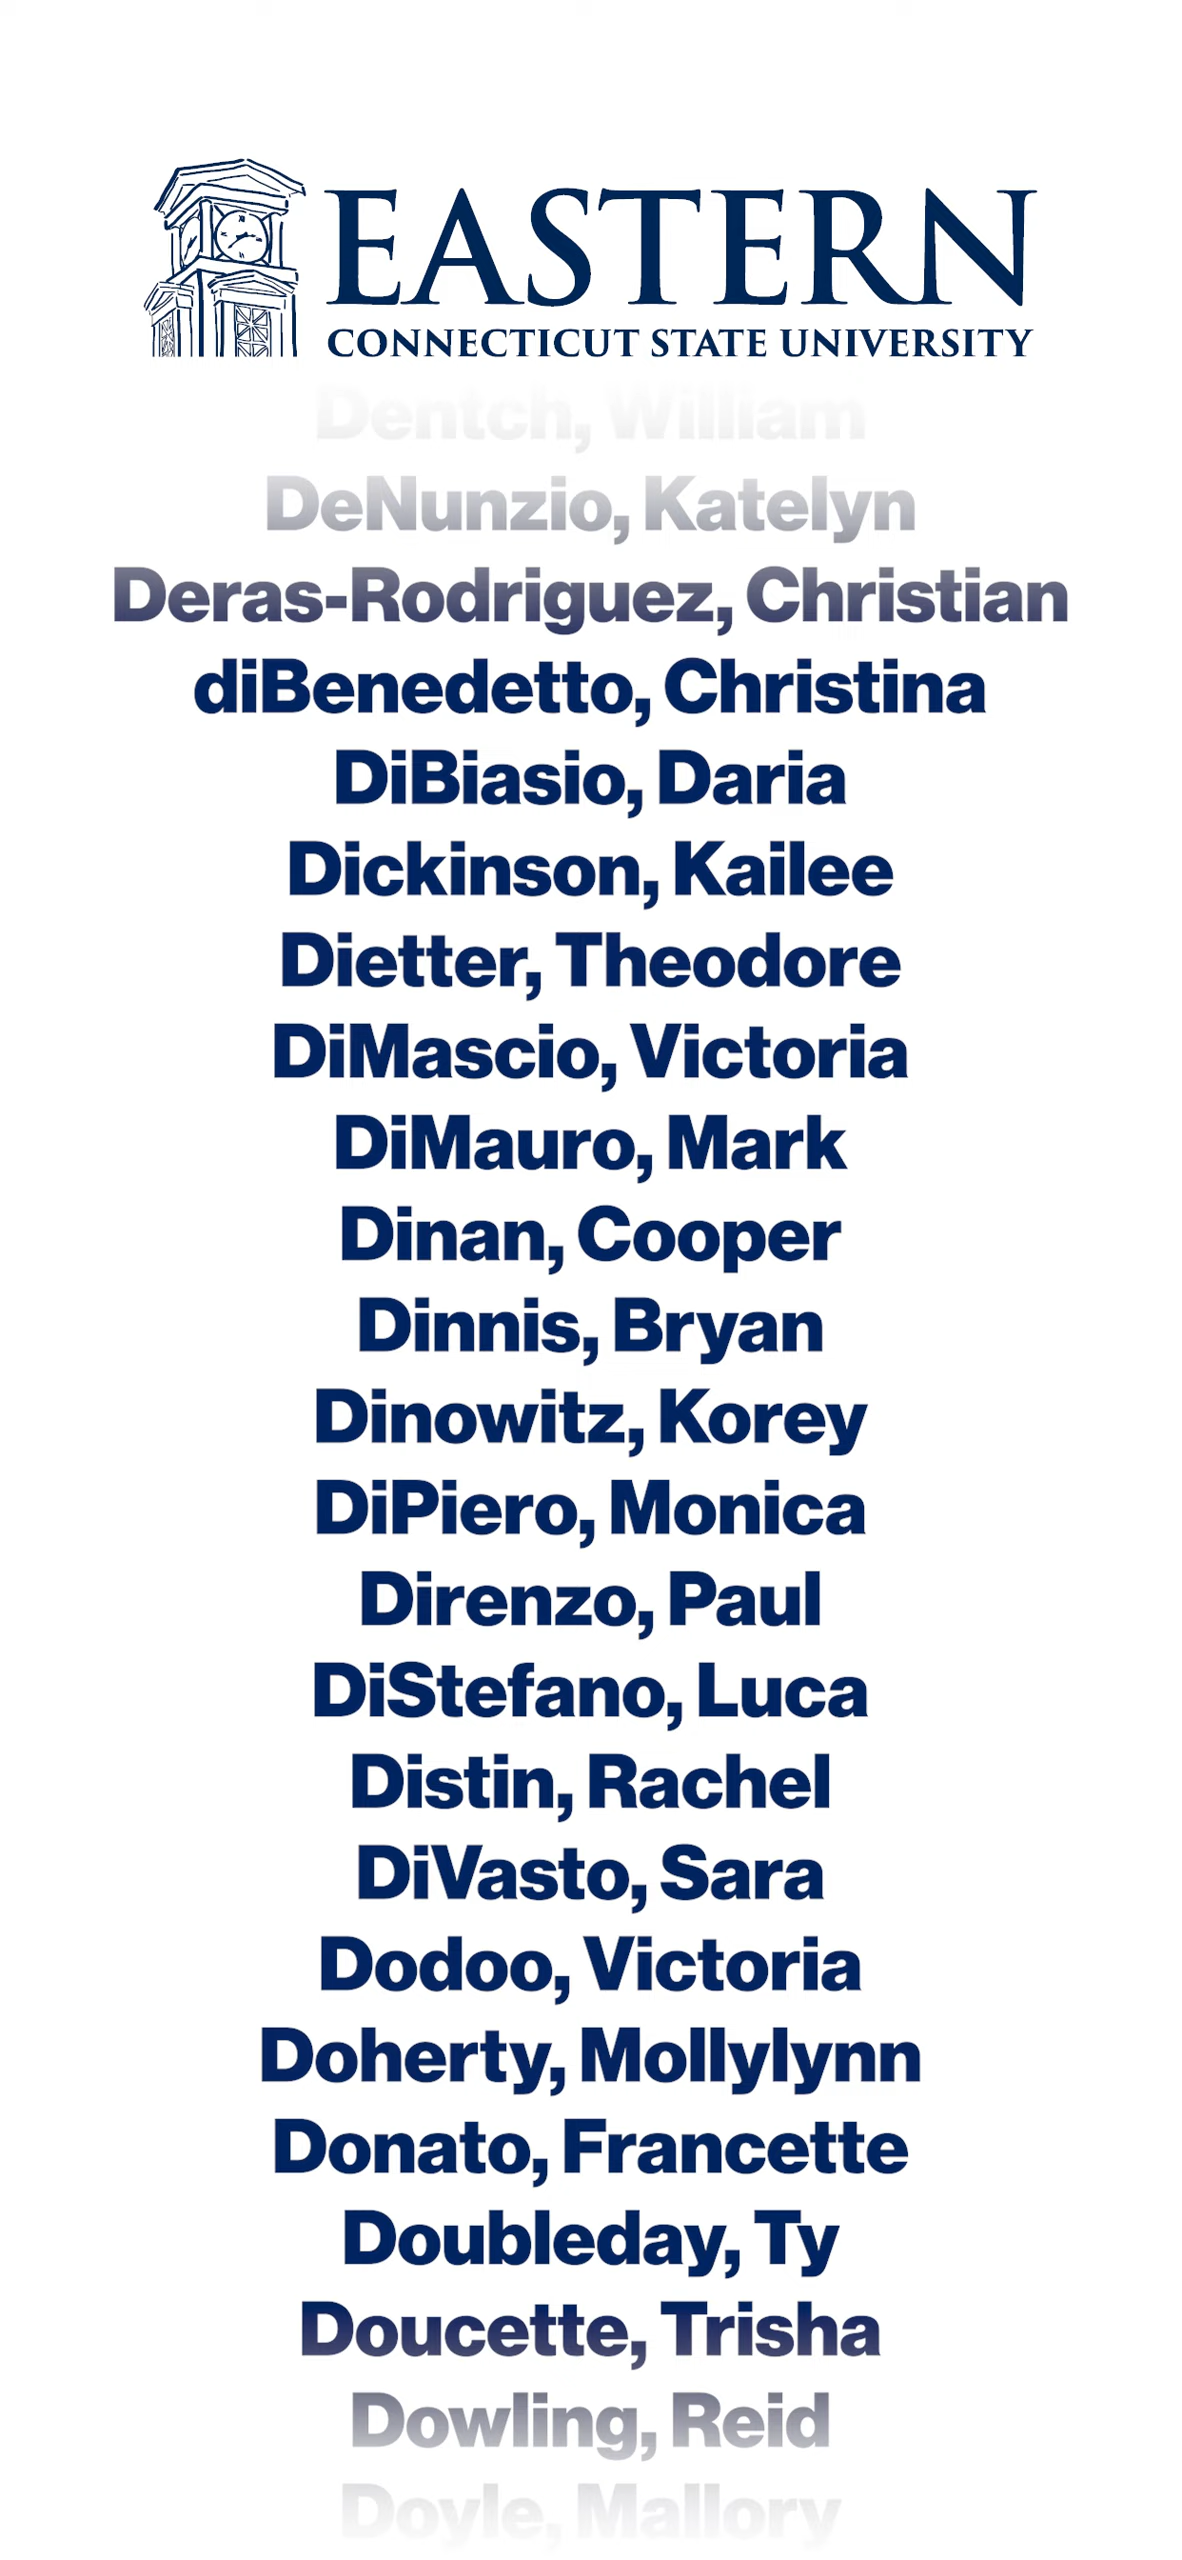 EASTERN
CONNECTICUT STATE UNIVERSITY
Dentch, William
DeNunzio, Katelyn
Deras-Rodriguez, Christian
diBenedetto, Christina
DiBiasio, Daria
Dickinson, Kailee
Dietter, Theodore
DiMascio, Victoria
DiMauro, Mark
Dinan, Cooper
Dinnis, Bryan
Dinowitz, Korey
DiPiero, Monica
Direnzo, Paul
DiStefano, Luca
Distin, Rachel
DiVasto, Sara
Dodoo, Victoria
Doherty, Mollylynn
Donato, Francette
Doubleday, Ty
Doucette, Trisha
Dowling, Reid
Doyle, Mallory